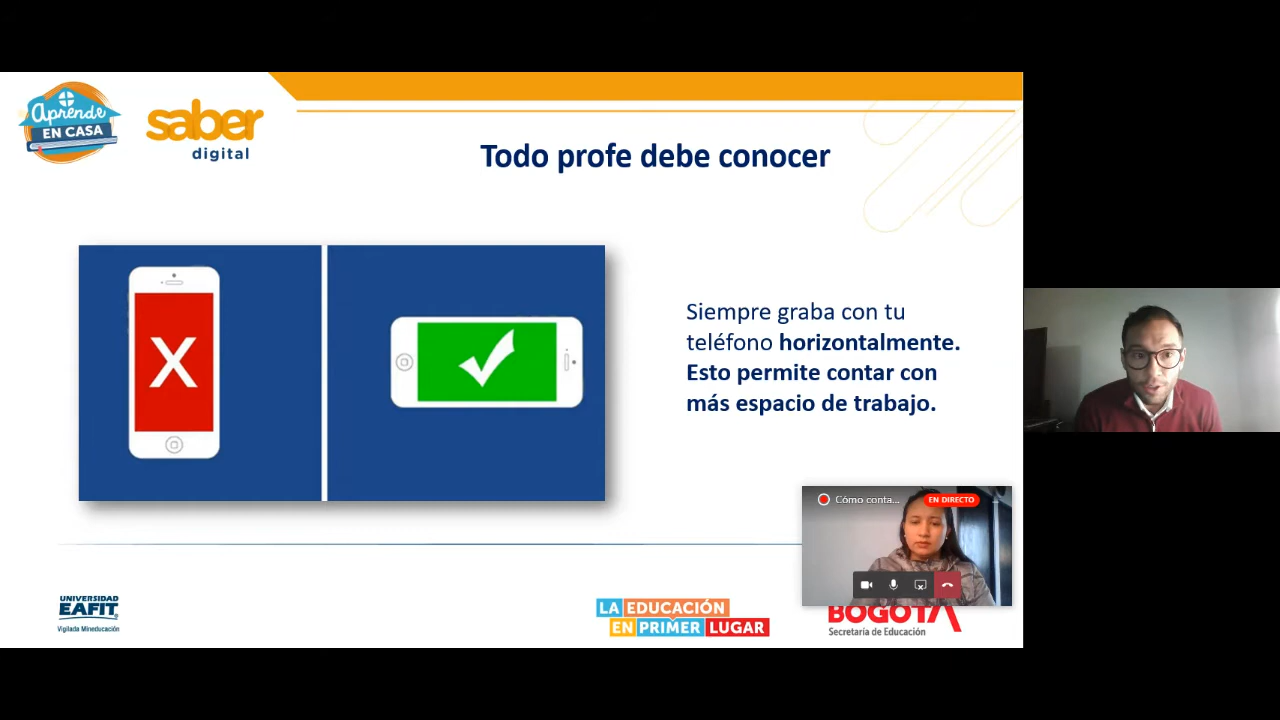 Aprende
EN CASA
saber
digital
Todo profe debe conocer
X
Siempre graba con tu
teléfono horizontalmente.
Esto permite contar con
más espacio de trabajo.
Cómo conta...
EN DIRECTO
UNIVERSIDAD
EAFIT
Vigilada Mineducación
LA EDUCACIÓN
EN PRIMER LUGAR
BOGOTÁ
Secretaría de Educación